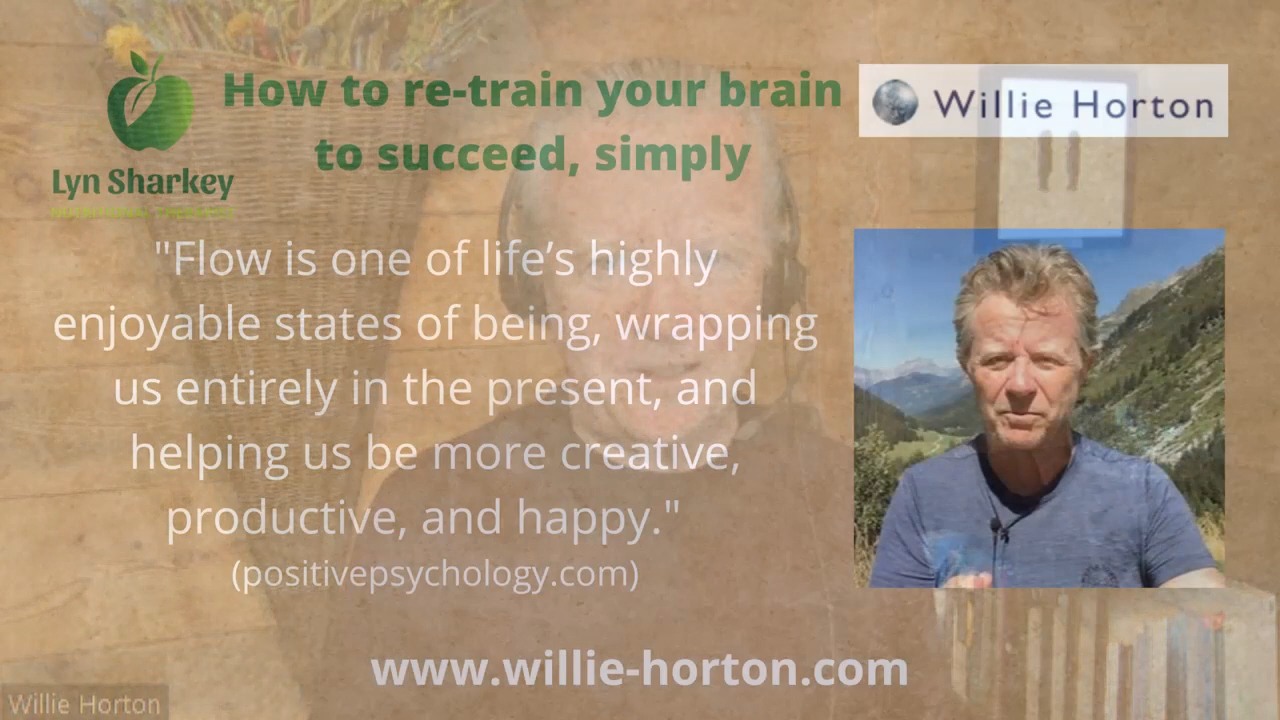 How to re-train your brain
to succeed, simply
Willie Horton
Lyn Sharkey
NUTRITIONAL THERAPIST
"Flow is one of life’s highly
enjoyable states of being, wrapping
us entirely in the present, and
helping us be more creative,
productive, and happy."
(positivepsychology.com)
www.willie-horton.com
Willie Horton